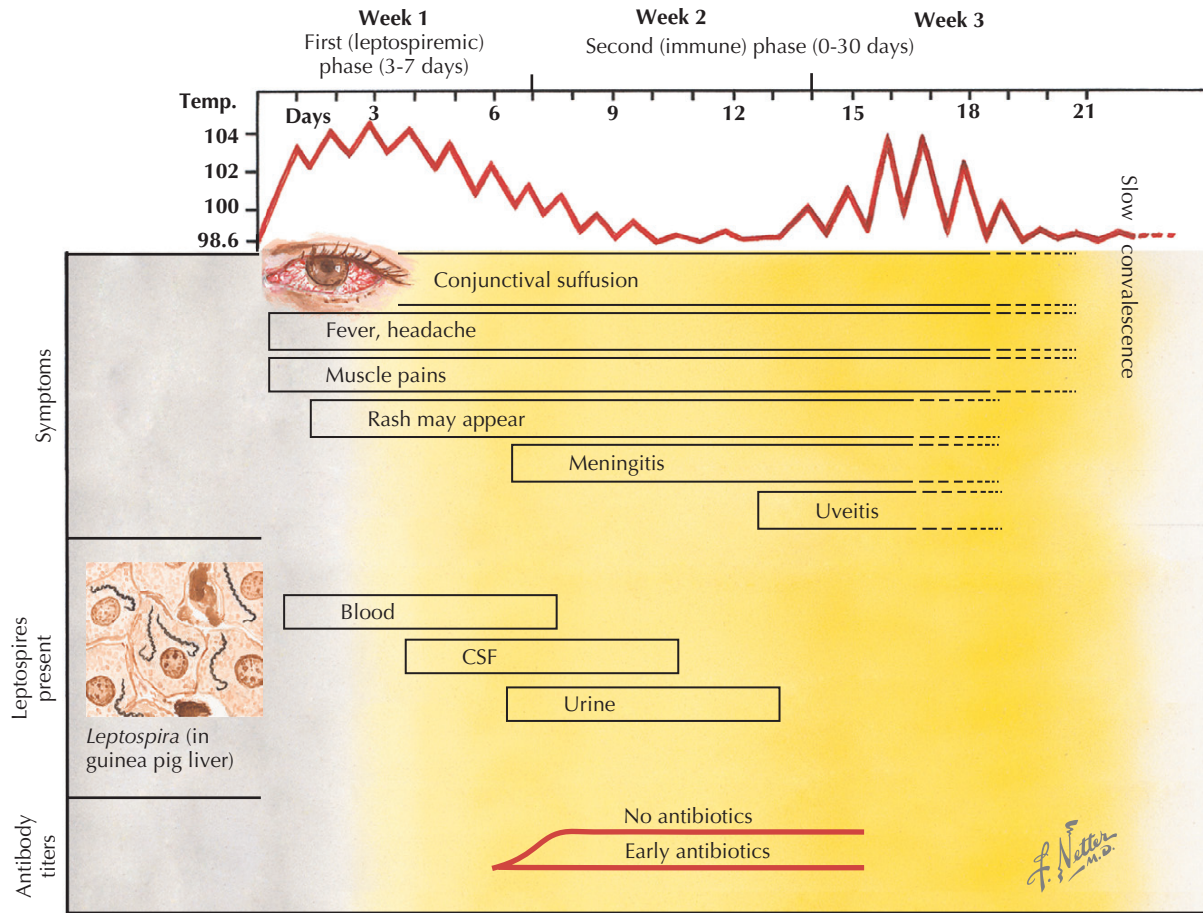 Week 1
Week 2
Week 3
First (leptospiremic)
phase (3-7 days)
Second (immune) phase (0-30 days)
Temp.
Days
3
6
9
12
15
18
21
104
102
100
98.6
Slow convalescence
Symptoms
Conjunctival suffusion
Fever, headache
Muscle pains
Rash may appear
Meningitis
Uveitis
Leptospires
present
Blood
CSF
Urine
Leptospira (in
guinea pig liver)
Antibody
titers
No antibiotics
Early antibiotics
F. Netter
M.D.